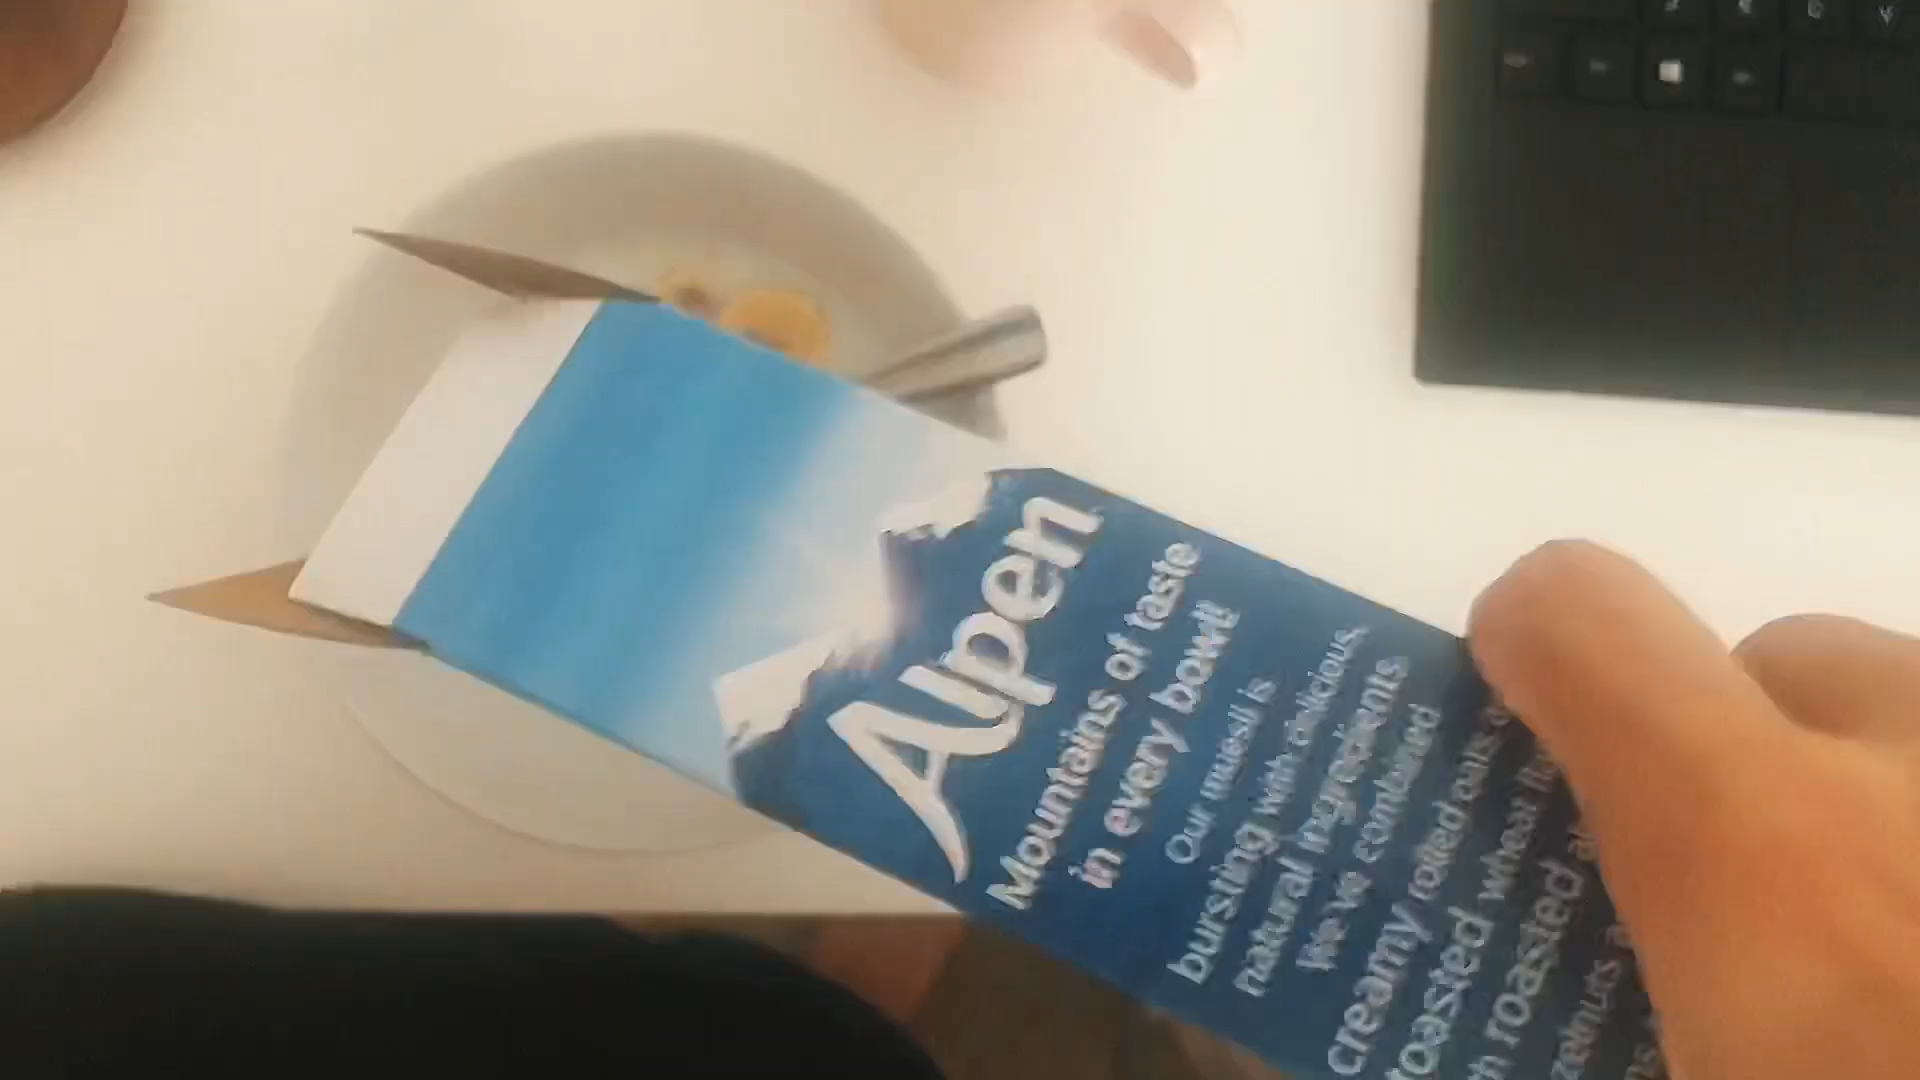 Alpen
Mountains of taste
in every bowl!
Our muesli is
bursting with delicious,
natural ingredients.
We've combined
creamy rolled oats
toasted wheat
roasted